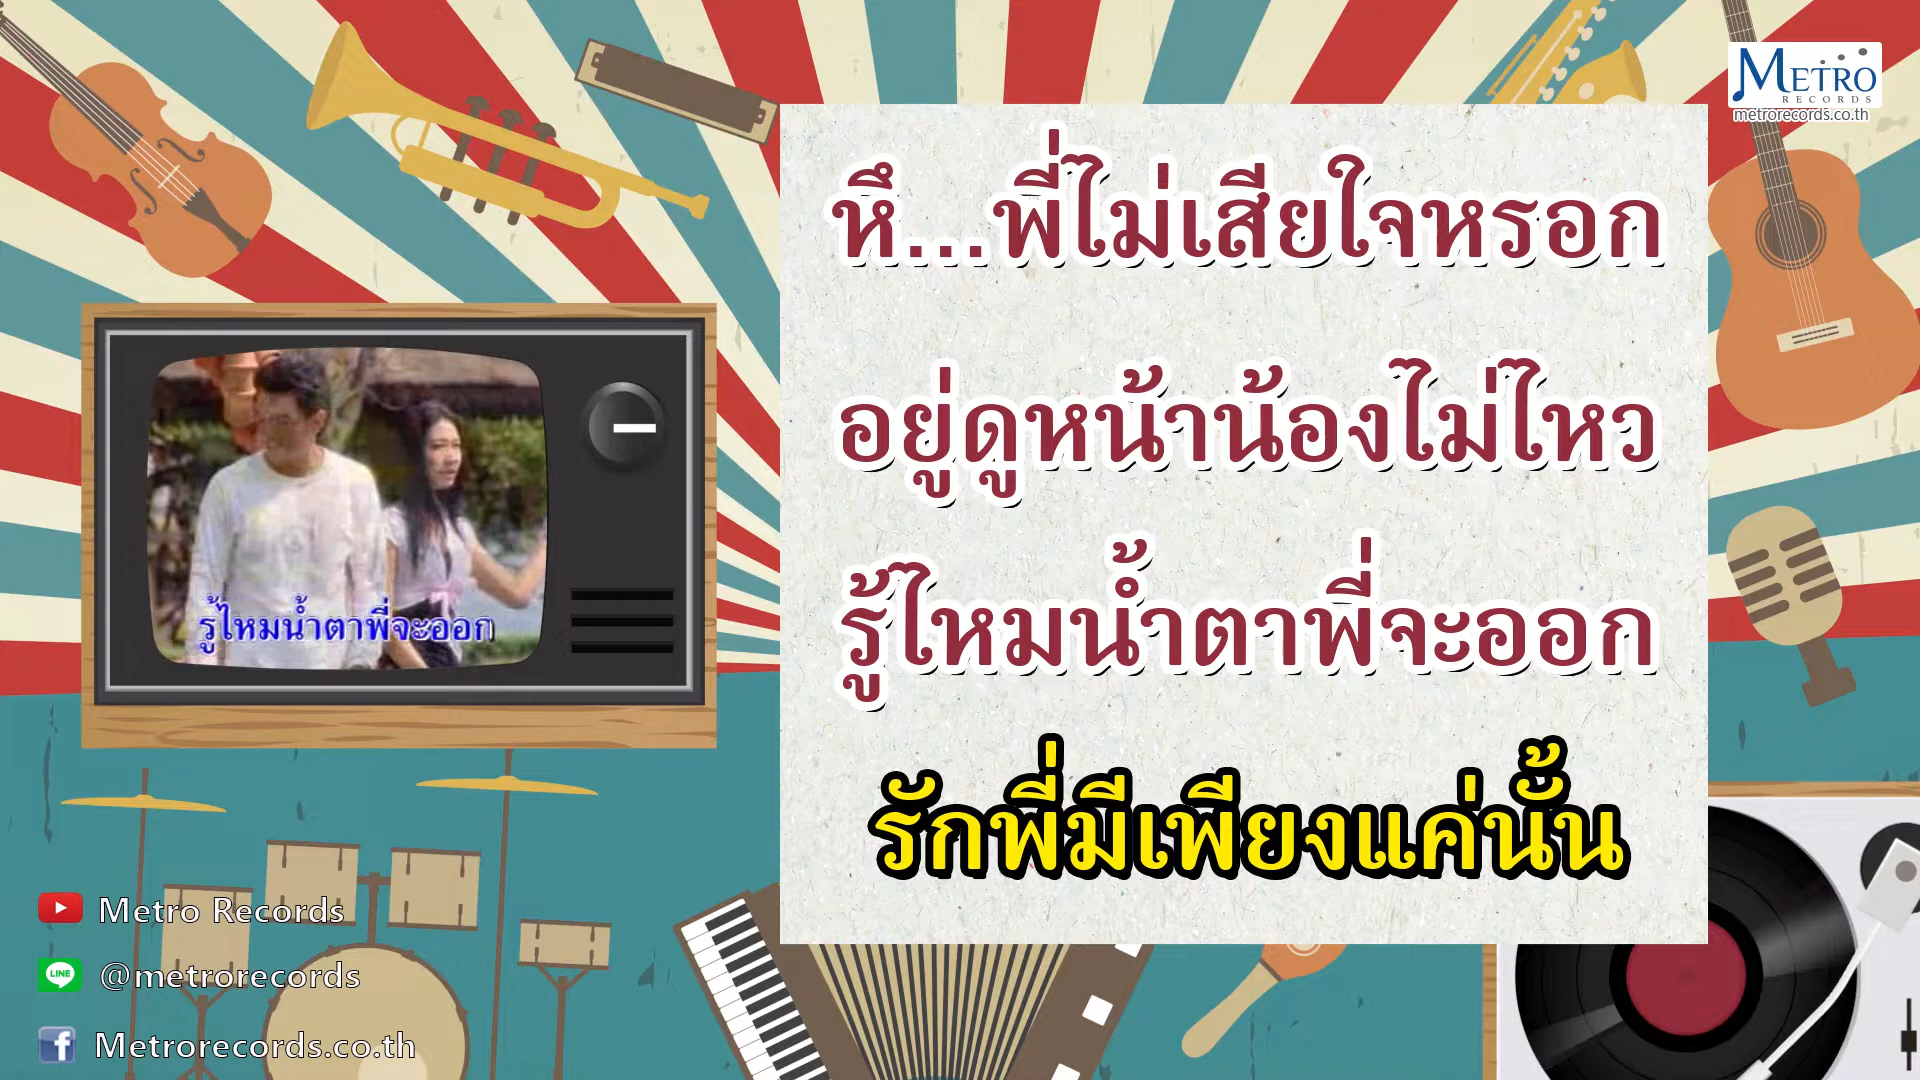 METRO
RECORDS
metrorecords.co.th
หึ...พี่ไม่เสียใจหรอก
อยู่ดูหน้าน้องไม่ไหว
รู้ไหมน้ำตาพี่จะออก
รักพี่มีเพียงแค่นั้น
รู้ไหมน้ำตาพี่จะออก
Metro Records
LINE
@metrorecords
f
Metrorecords.co.th